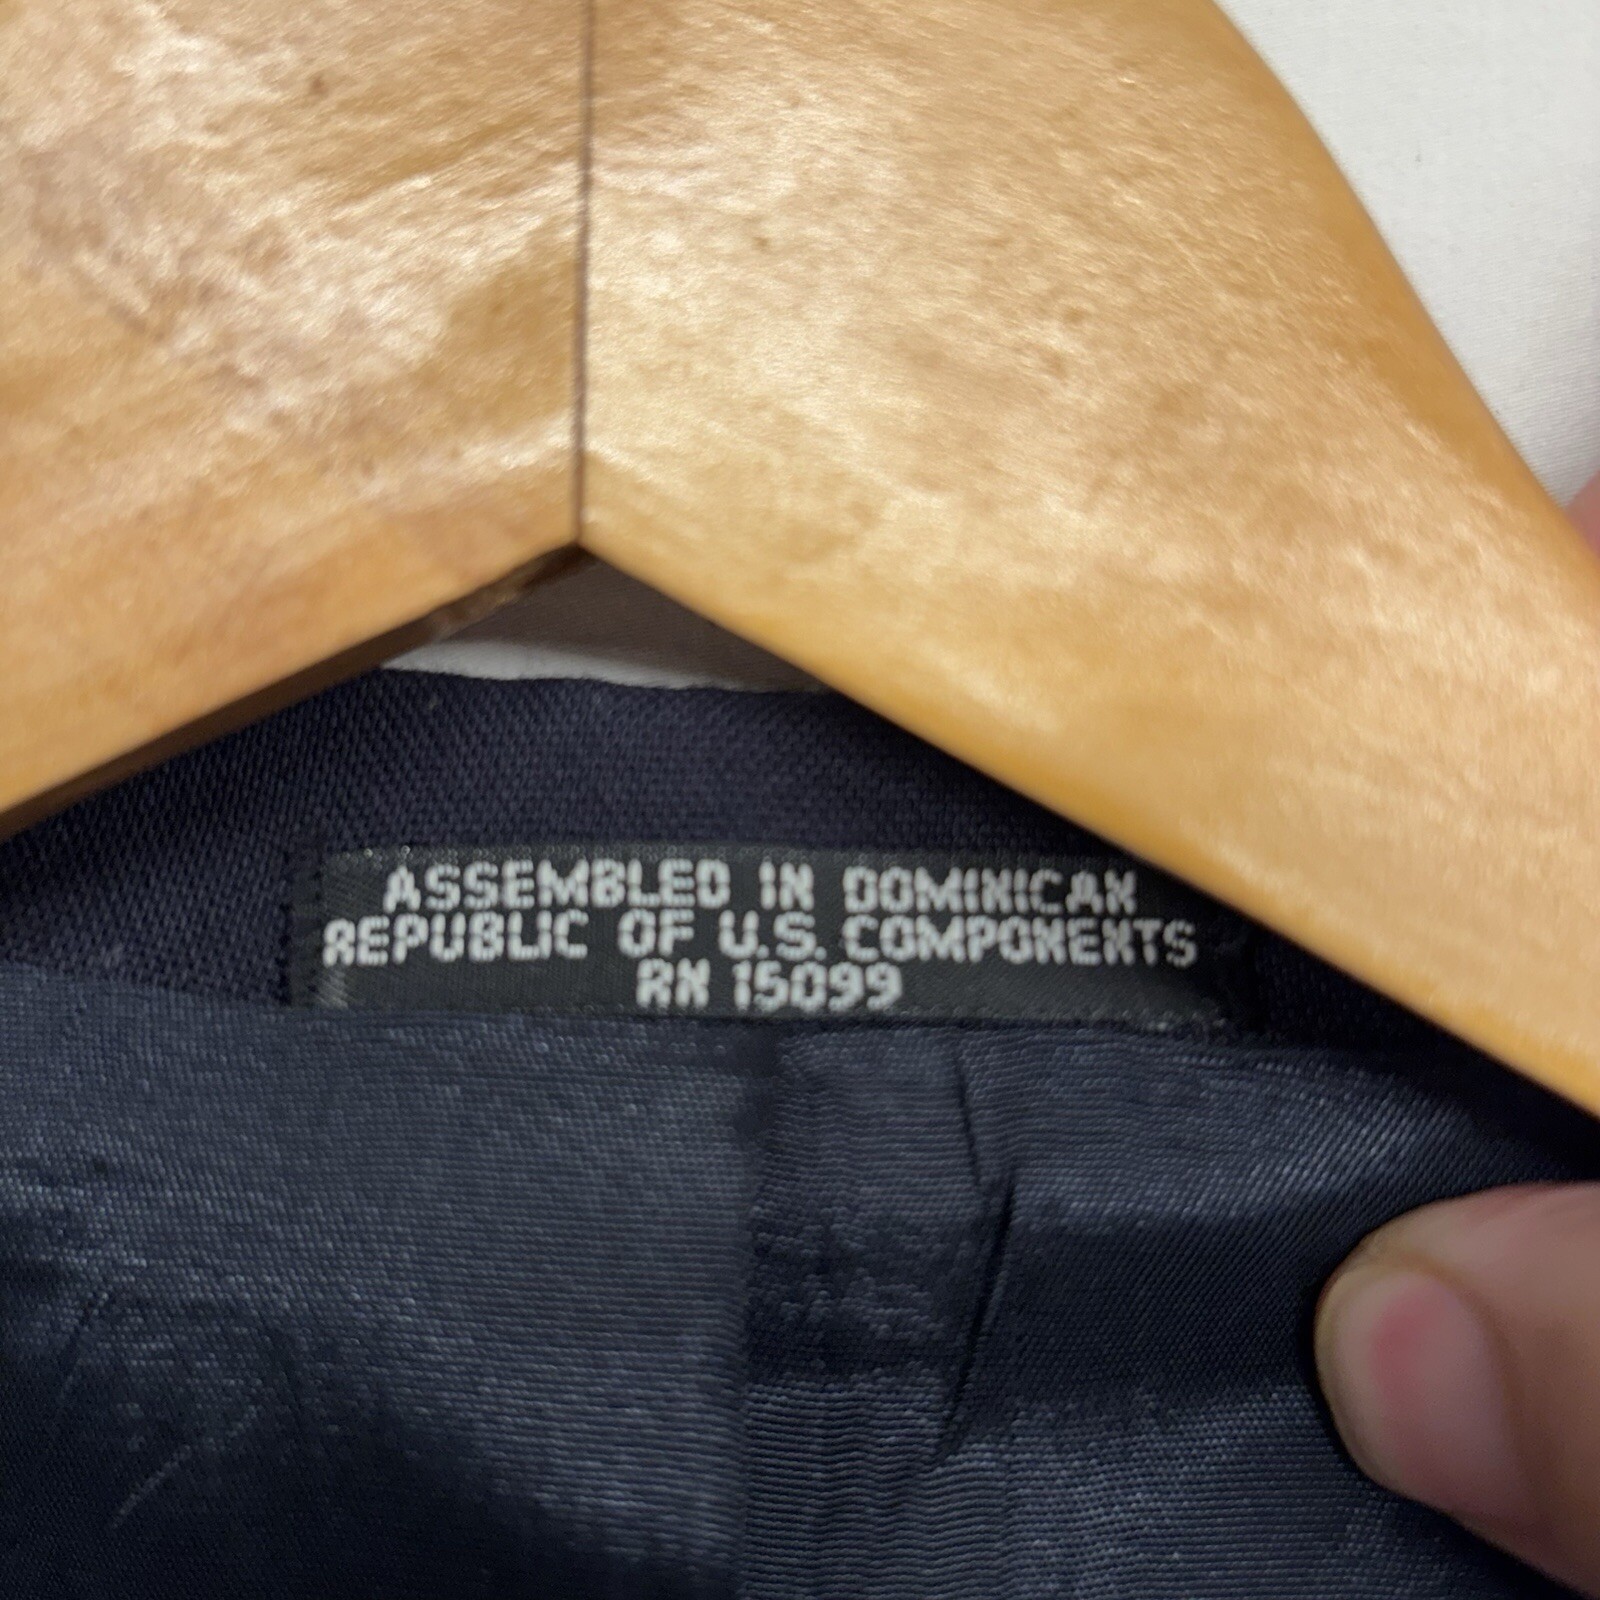 ASSEMBLED IN DOMINICAN
REPUBLIC OF U.S. COMPONENTS
RN 15099